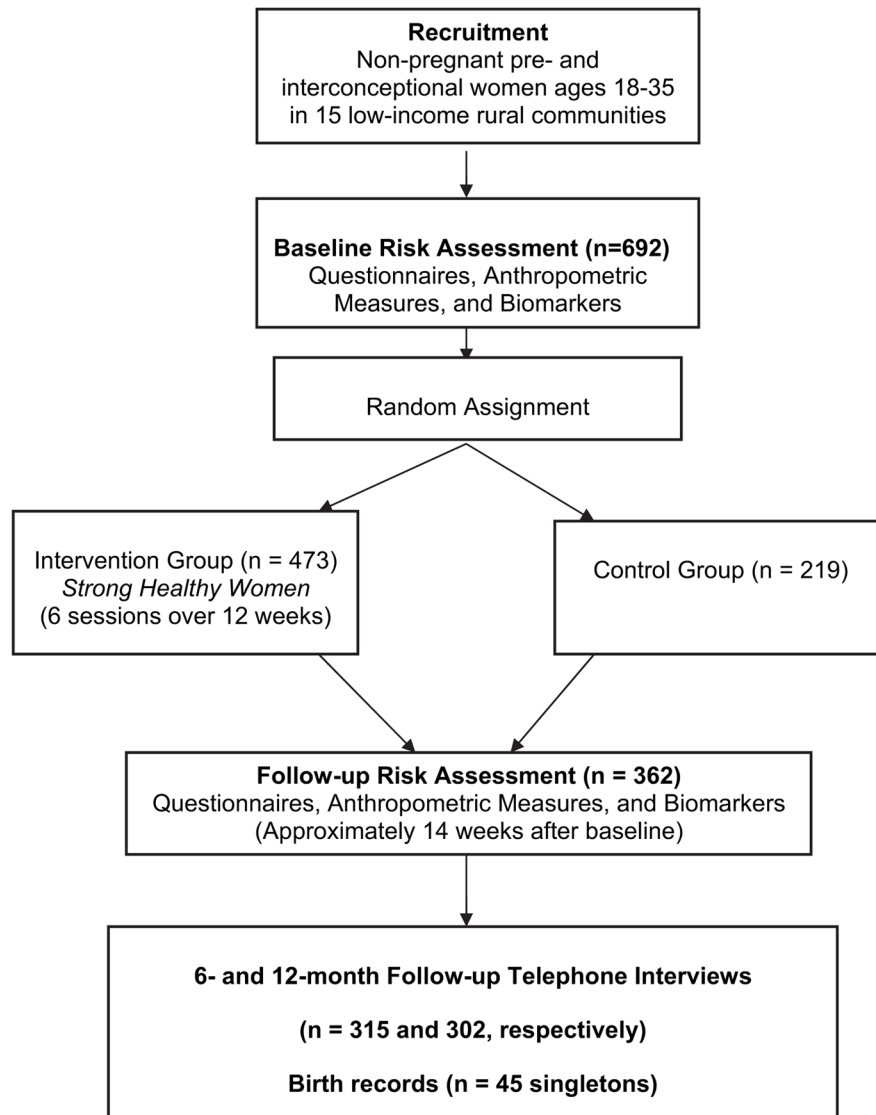 Recruitment
Non-pregnant pre- and
interconceptional women ages 18-35
in 15 low-income rural communities
Baseline Risk Assessment (n=692)
Questionnaires, Anthropometric
Measures, and Biomarkers
Random Assignment
Intervention Group (n = 473)
Strong Healthy Women
(6 sessions over 12 weeks)
Control Group (n = 219)
Follow-up Risk Assessment (n = 362)
Questionnaires, Anthropometric Measures, and Biomarkers
(Approximately 14 weeks after baseline)
6- and 12-month Follow-up Telephone Interviews
(n = 315 and 302, respectively)
Birth records (n = 45 singletons)